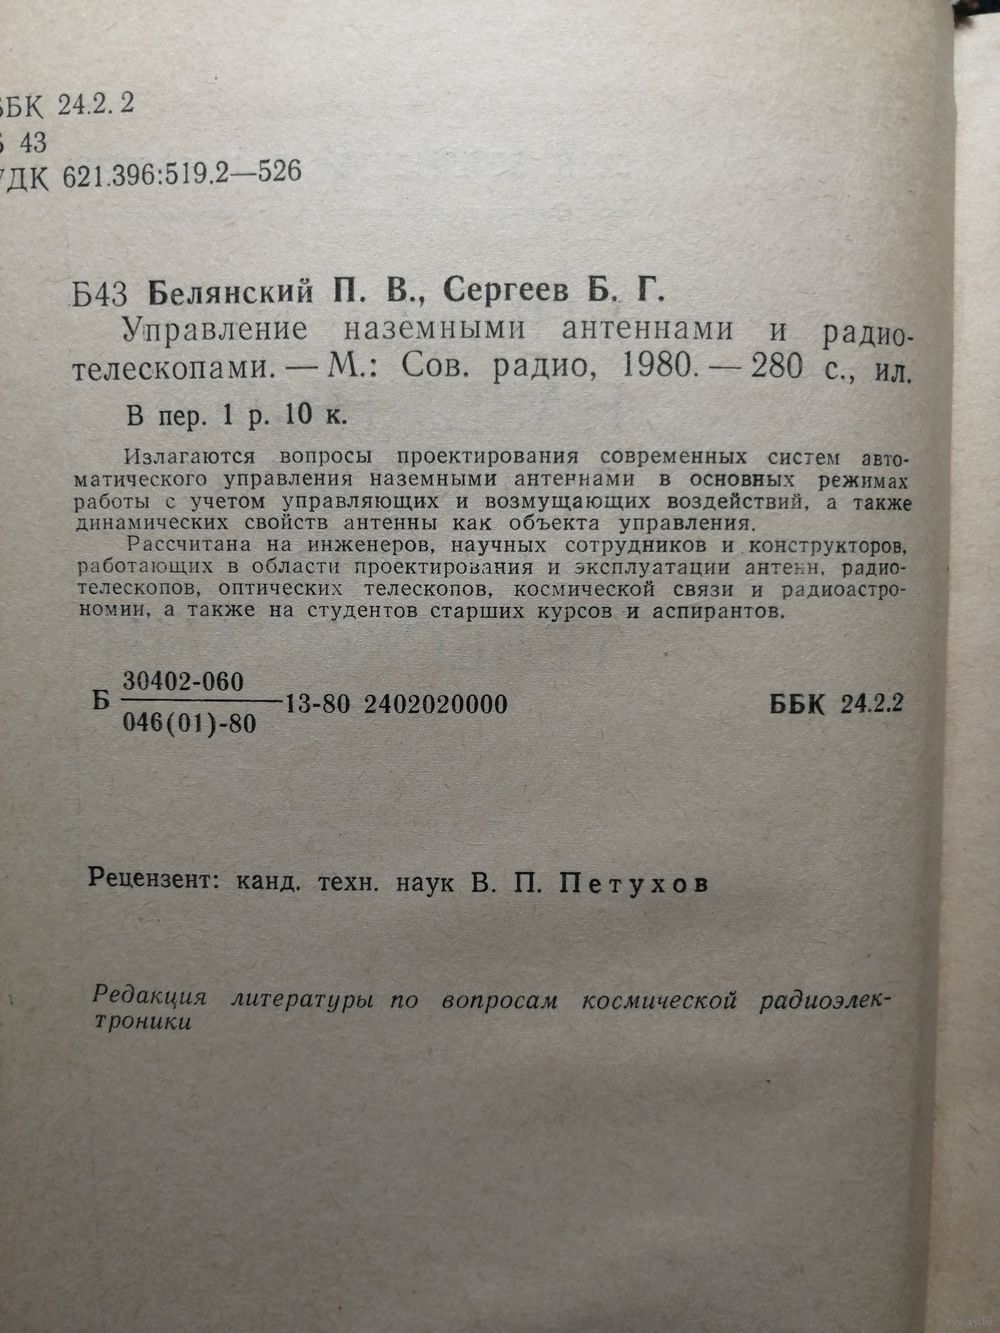 ББК 24.2.2
Б 43
УДК 621.396:519.2—526
Б43 Белянский П. В., Сергеев Б. Г.
Управление наземными антеннами и радио-
телескопами. — М.: Сов. радио, 1980. — 280 с., ил.
В пер. 1 р. 10 к.
Излагаются вопросы проектирования современных систем авто-
матического управления наземными антеннами в основных режимах
работы с учетом управляющих и возмущающих воздействий, а также
динамических свойств антенны как объекта управления.
Рассчитана на инженеров, научных сотрудников и конструкторов,
работающих в области проектирования и эксплуатации антенн, радио-
телескопов, оптических телескопов, космической связи и радиоастро-
номии, а также на студентов старших курсов и аспирантов.
30402-060
Б —13-80 2402020000 ББК 24.2.2
046(01)-80
Рецензент: канд. техн. наук В. П. Петухов
Редакция литературы по вопросам космической радиоэлек-
троники
www.ay.by